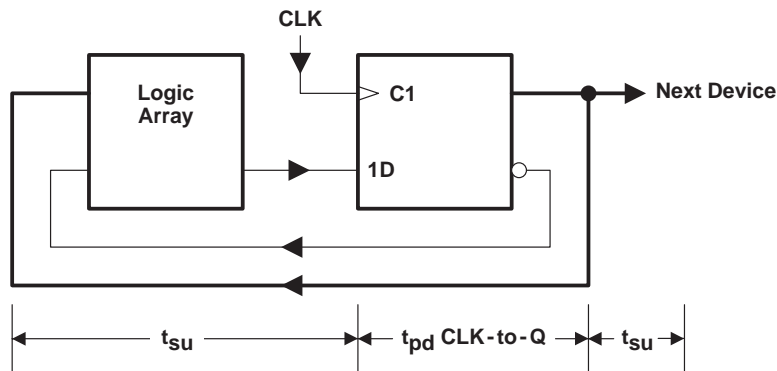 CLK
Logic
Array
C1
1D
Next Device
tsu
tpd CLK-to-Q
tsu